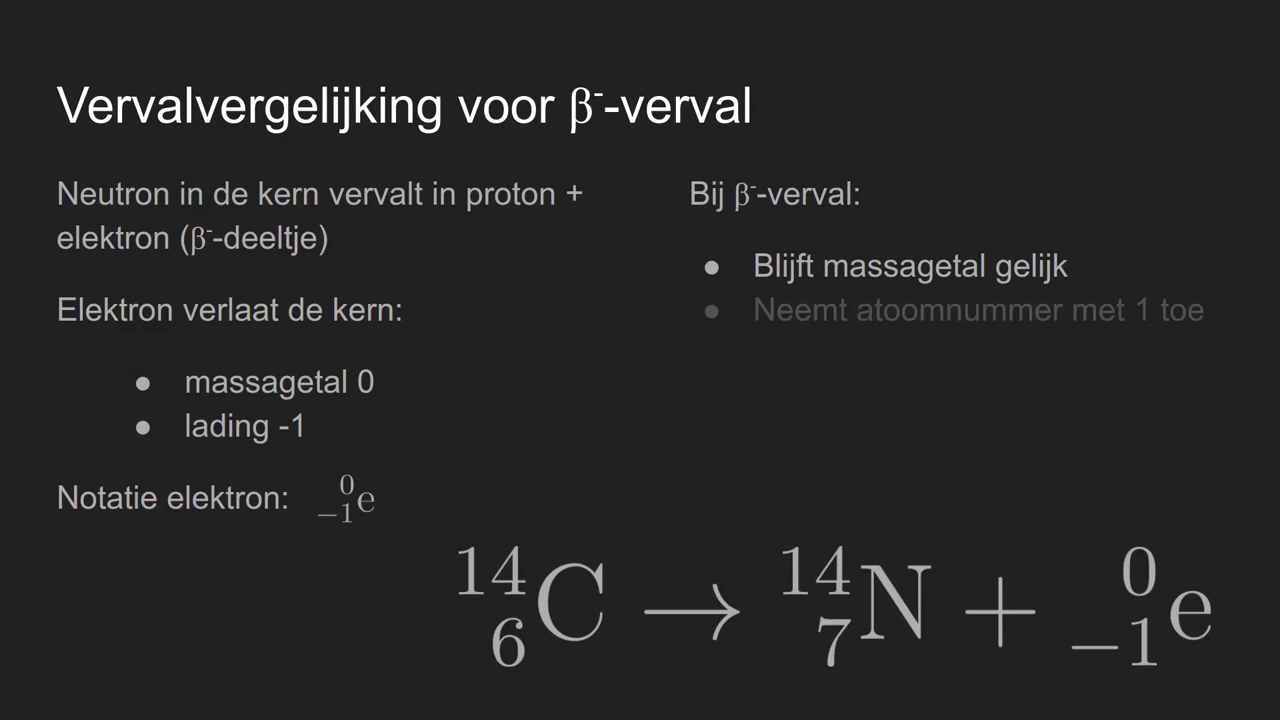 Vervalvergelijking voor β⁻-verval
Neutron in de kern vervalt in proton +
elektron (β⁻-deeltje)
Elektron verlaat de kern:
● massagetal 0
● lading -1
Notatie elektron: ⁰₋₁e
Bij β⁻-verval:
● Blijft massagetal gelijk
● Neemt atoomnummer met 1 toe
¹⁴₆C → ¹⁴₇N + ⁰₋₁e